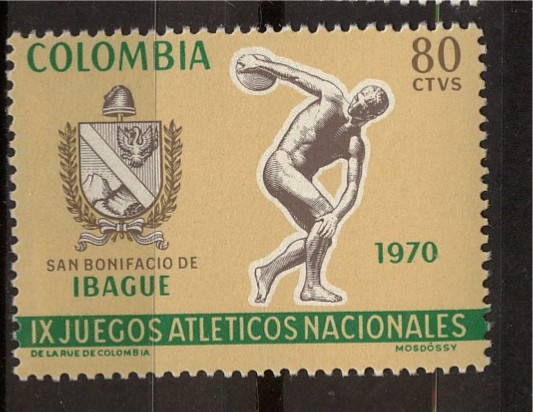 COLOMBIA
80
CTVS
SAN BONIFACIO DE
IBAGUE
1970
IX JUEGOS ATLETICOS NACIONALES
DE LA RUE DE COLOMBIA
MOSDÓSSY